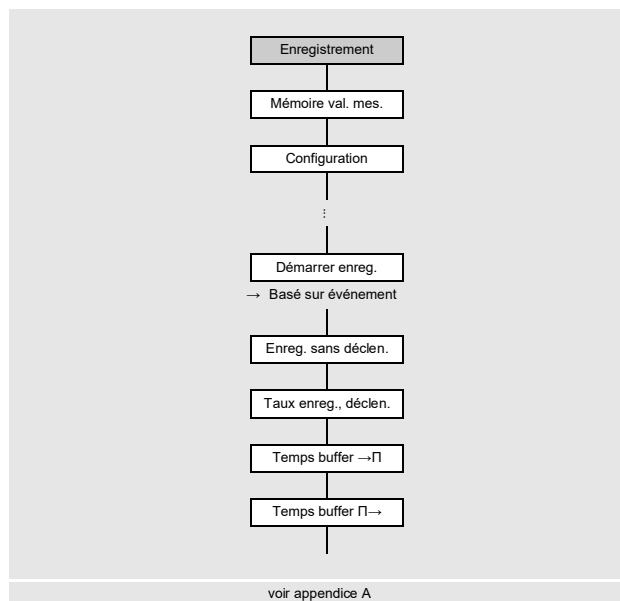 Enregistrement
Mémoire val. mes.
Configuration
⋮
Démarrer enreg.
→ Basé sur événement
Enreg. sans déclen.
Taux enreg., déclen.
Temps buffer →Π
Temps buffer Π→
voir appendice A